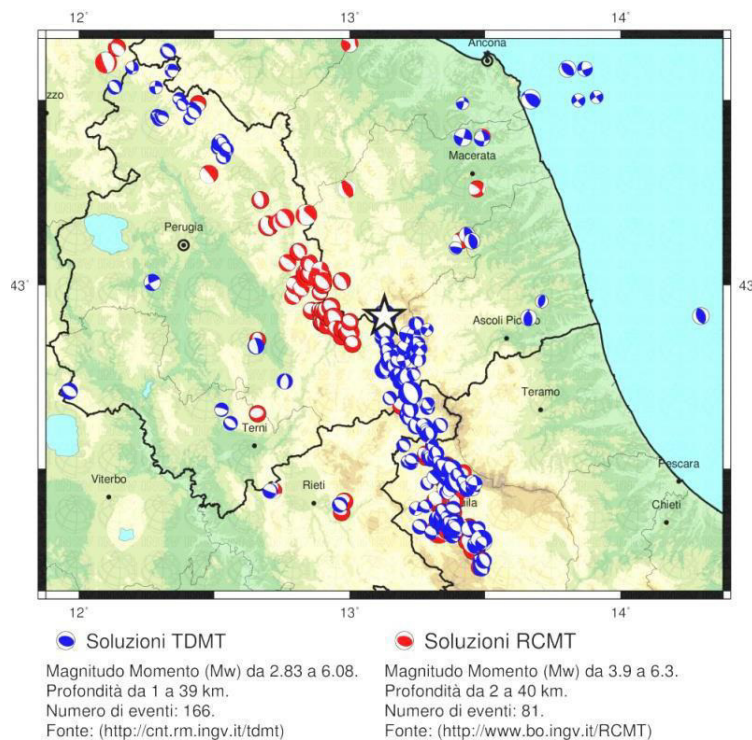 12° 13° 14°
Ancona
zzo
Macerata
Perugia
43° 43°
Ascoli Piceno
Teramo
Terni
Pescara
Viterbo
Rieti
uila
Chieti
12° 13° 14°
Soluzioni TDMT
Magnitudo Momento (Mw) da 2.83 a 6.08.
Profondità da 1 a 39 km.
Numero di eventi: 166.
Fonte: (http://cnt.rm.ingv.it/tdmt)
Soluzioni RCMT
Magnitudo Momento (Mw) da 3.9 a 6.3.
Profondità da 2 a 40 km.
Numero di eventi: 81.
Fonte: (http://www.bo.ingv.it/RCMT)